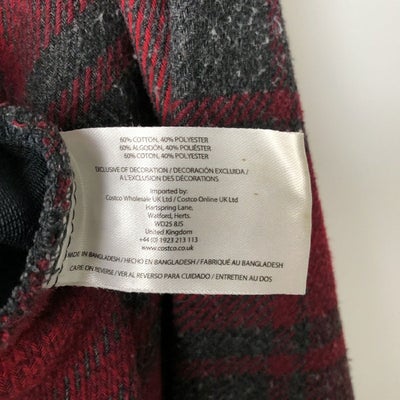 60% COTTON, 40% POLYESTER
60% ALGODÓN, 40% POLIÉSTER
60% COTON, 40% POLYESTER
EXCLUSIVE OF DECORATION / DECORACIÓN EXCLUIDA /
A L'EXCLUSION DES DÉCORATIONS
Imported by:
Costco Wholesale UK Ltd / Costco Online UK Ltd
Hartspring Lane,
Watford, Herts.
WD25 8JS
United Kingdom
+44 (0) 1923 213 113
www.costco.co.uk
MADE IN BANGLADESH / HECHO EN BANGLADESH / FABRIQUÉ AU BANGLADESH
CARE ON REVERSE / VER AL REVERSO PARA CUIDADO / ENTRETIEN AU DOS